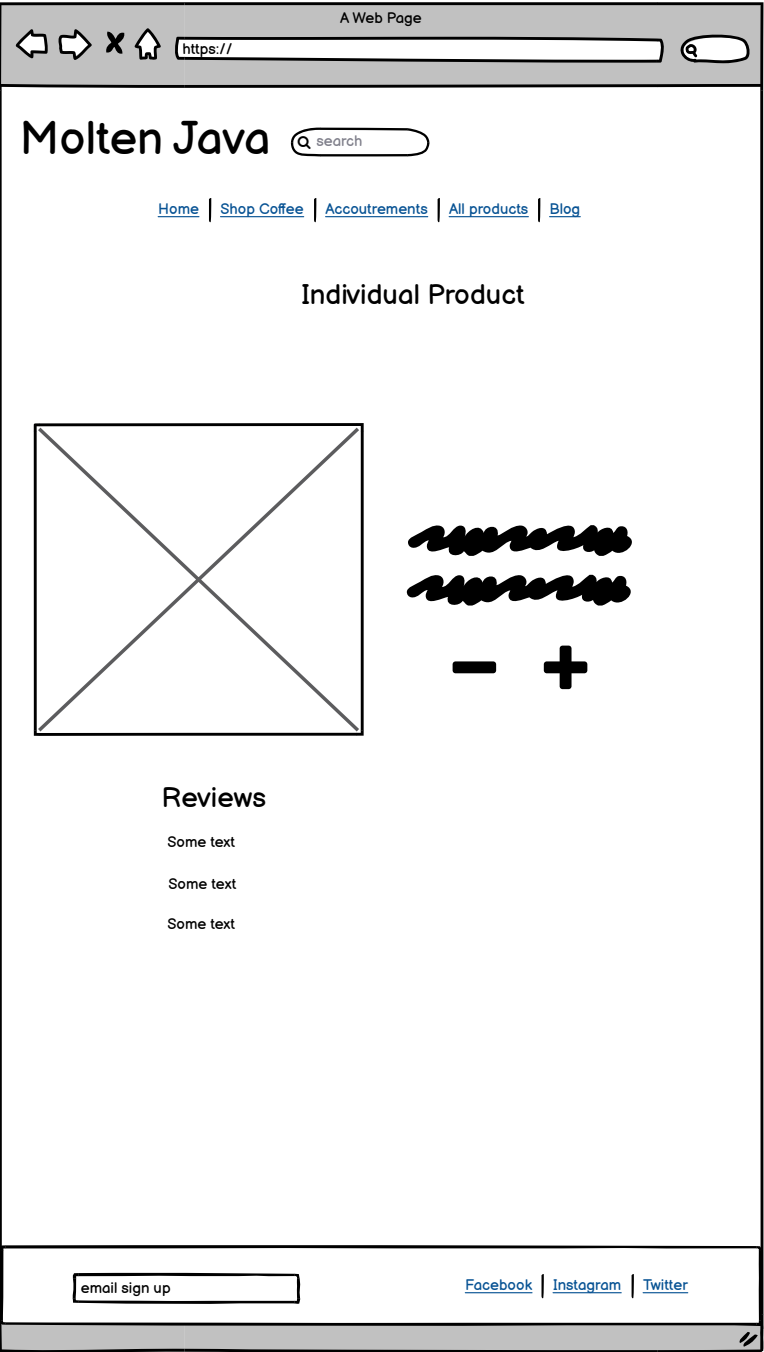 A Web Page
https://
Molten Java
search
Home Shop Coffee Accoutrements All products Blog
Individual Product
Reviews
Some text
Some text
Some text
email sign up
Facebook Instagram Twitter